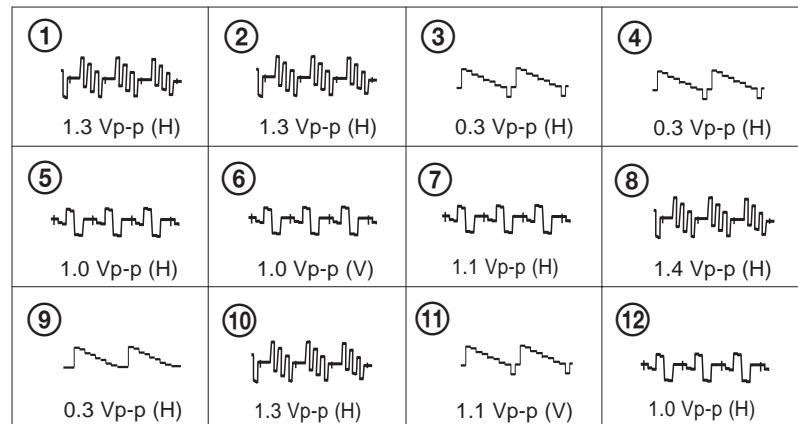 ① ② ③ ④
1.3 Vp-p (H) 1.3 Vp-p (H) 0.3 Vp-p (H) 0.3 Vp-p (H)
⑤ ⑥ ⑦ ⑧
1.0 Vp-p (H) 1.0 Vp-p (V) 1.1 Vp-p (H) 1.4 Vp-p (H)
⑨ ⑩ ⑪ ⑫
0.3 Vp-p (H) 1.3 Vp-p (H) 1.1 Vp-p (V) 1.0 Vp-p (H)